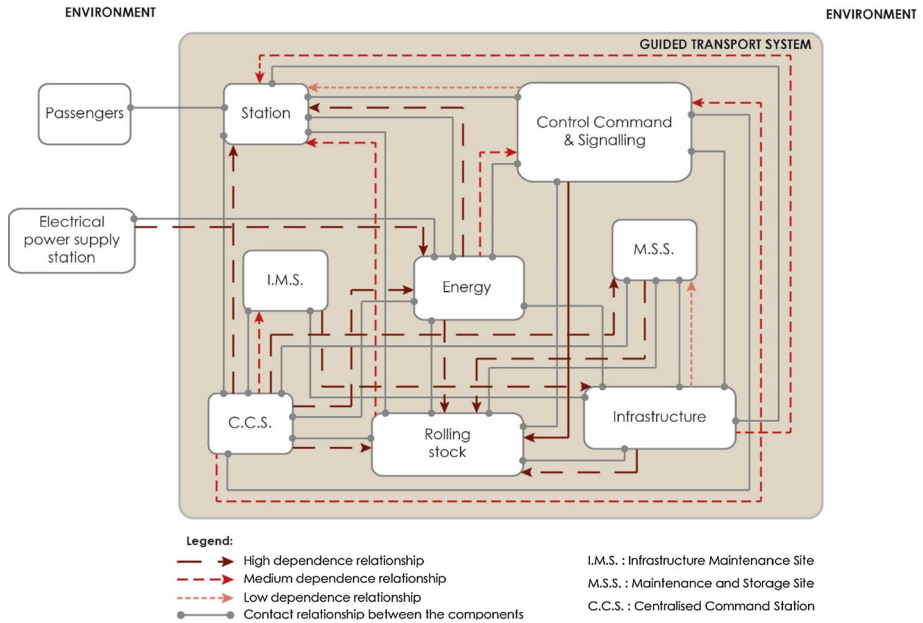 ENVIRONMENT
ENVIRONMENT
GUIDED TRANSPORT SYSTEM
Passengers
Station
Control Command
& Signalling
Electrical
power supply
station
I.M.S.
Energy
M.S.S.
C.C.S.
Rolling
stock
Infrastructure
Legend:
High dependence relationship
Medium dependence relationship
Low dependence relationship
Contact relationship between the components
I.M.S. : Infrastructure Maintenance Site
M.S.S. : Maintenance and Storage Site
C.C.S. : Centralised Command Station